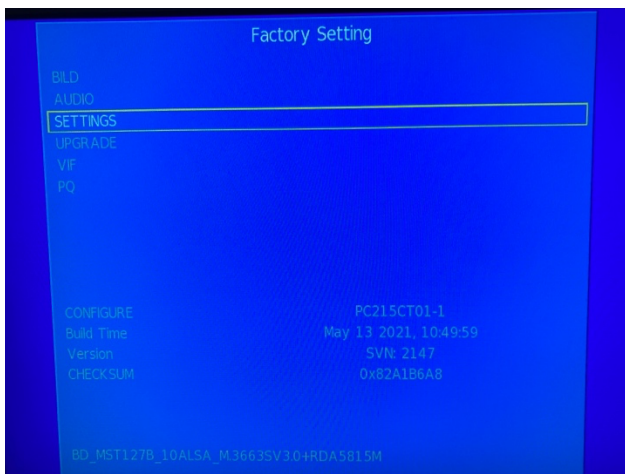 Factory Setting
BILD
AUDIO
SETTINGS
UPGRADE
VIF
PQ
CONFIGURE PC215CT01-1
Build Time May 13 2021, 10:49:59
Version SVN: 2147
CHECKSUM 0x82A1B6A8
BD_MST127B_10ALSA_M3663SV3.0+RDA5815M